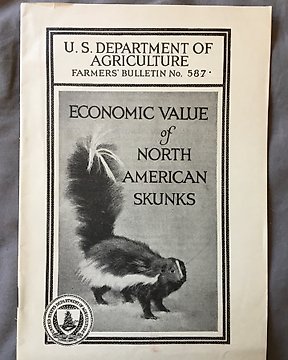 U. S. DEPARTMENT OF
AGRICULTURE
FARMERS' BULLETIN No. 587
ECONOMIC VALUE
of
NORTH
AMERICAN
SKUNKS